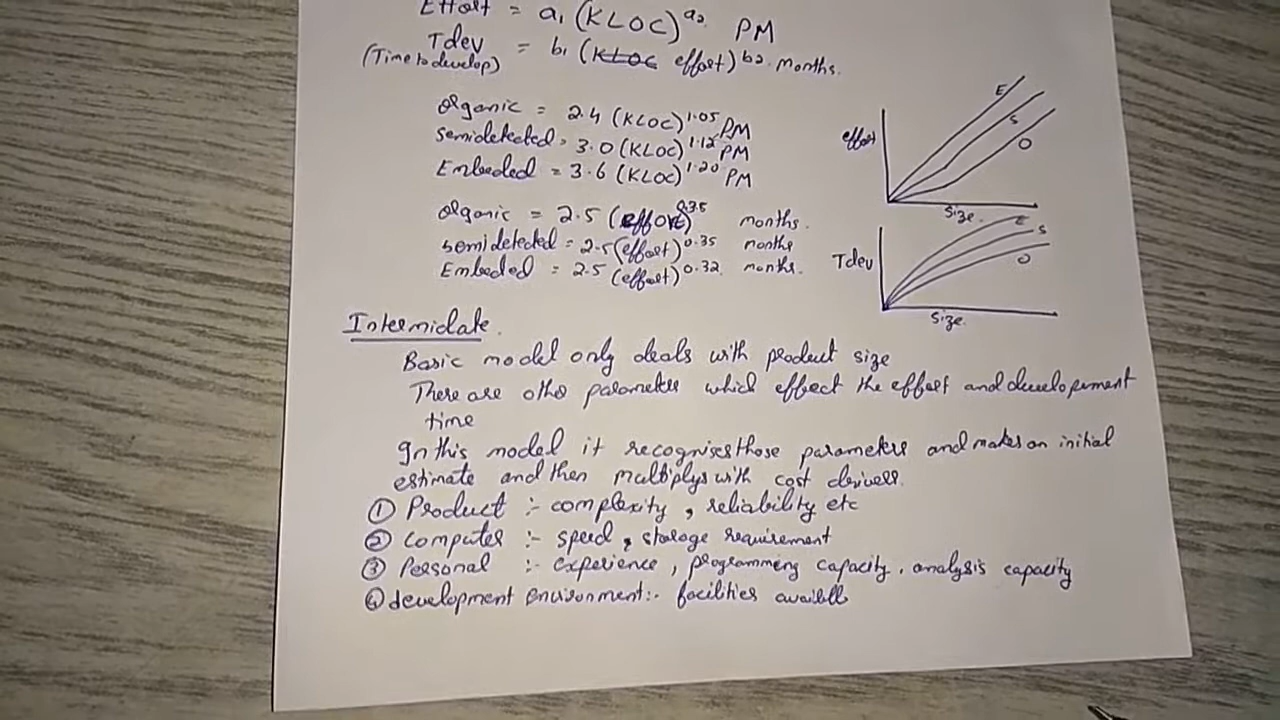 Effort = a₁ (KLOC)^a₂ PM
Tdev = b₁ (KLOC effort)^b₂ months.
(Time to develop)
Organic = 2.4 (KLOC)^1.05 PM
Semidetected = 3.0 (KLOC)^1.12 PM
Embeded = 3.6 (KLOC)^1.20 PM
Organic = 2.5 (effort)^0.35 months.
Semidetected = 2.5 (effort)^0.35 months
Embeded = 2.5 (effort)^0.32 months.
effort
E
S
O
Size.
Tdev
E
S
O
Size.
Intermidate.
Basic model only deals with product size
There are othe parameters which effect the effort and development
time
In this model it recognises those parameters and makes an initial
estimate and then multiplys with cost drivers.
① Product :- complexity, reliability etc
② Computer :- speed, storage requirement
③ Personal :- experience, programming capacity, analysis capacity
④ development environment:- facilities